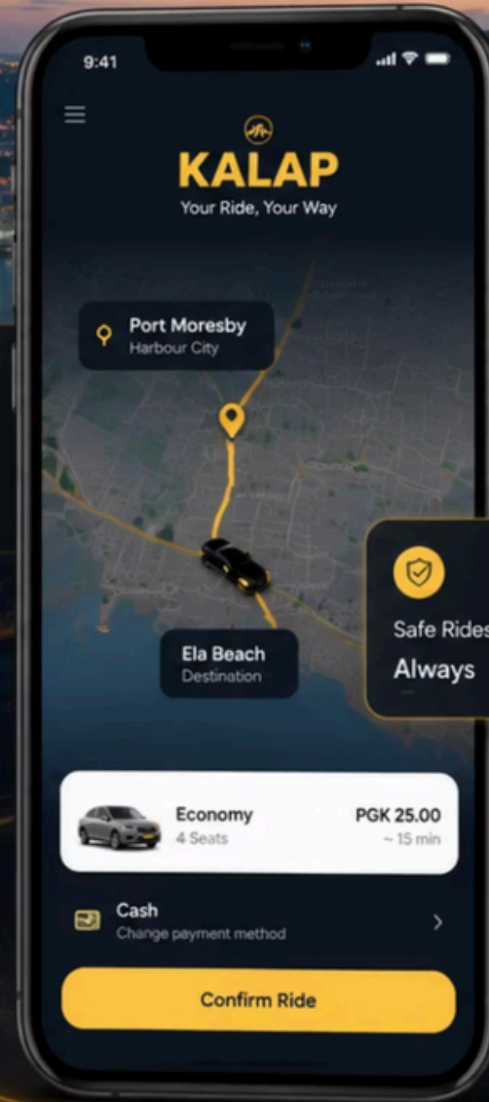 9:41
KALAP
Your Ride, Your Way
Port Moresby
Harbour City
Ela Beach
Destination
Safe Rides
Always
Economy
4 Seats
PGK 25.00
~ 15 min
Cash
Change payment method
Confirm Ride